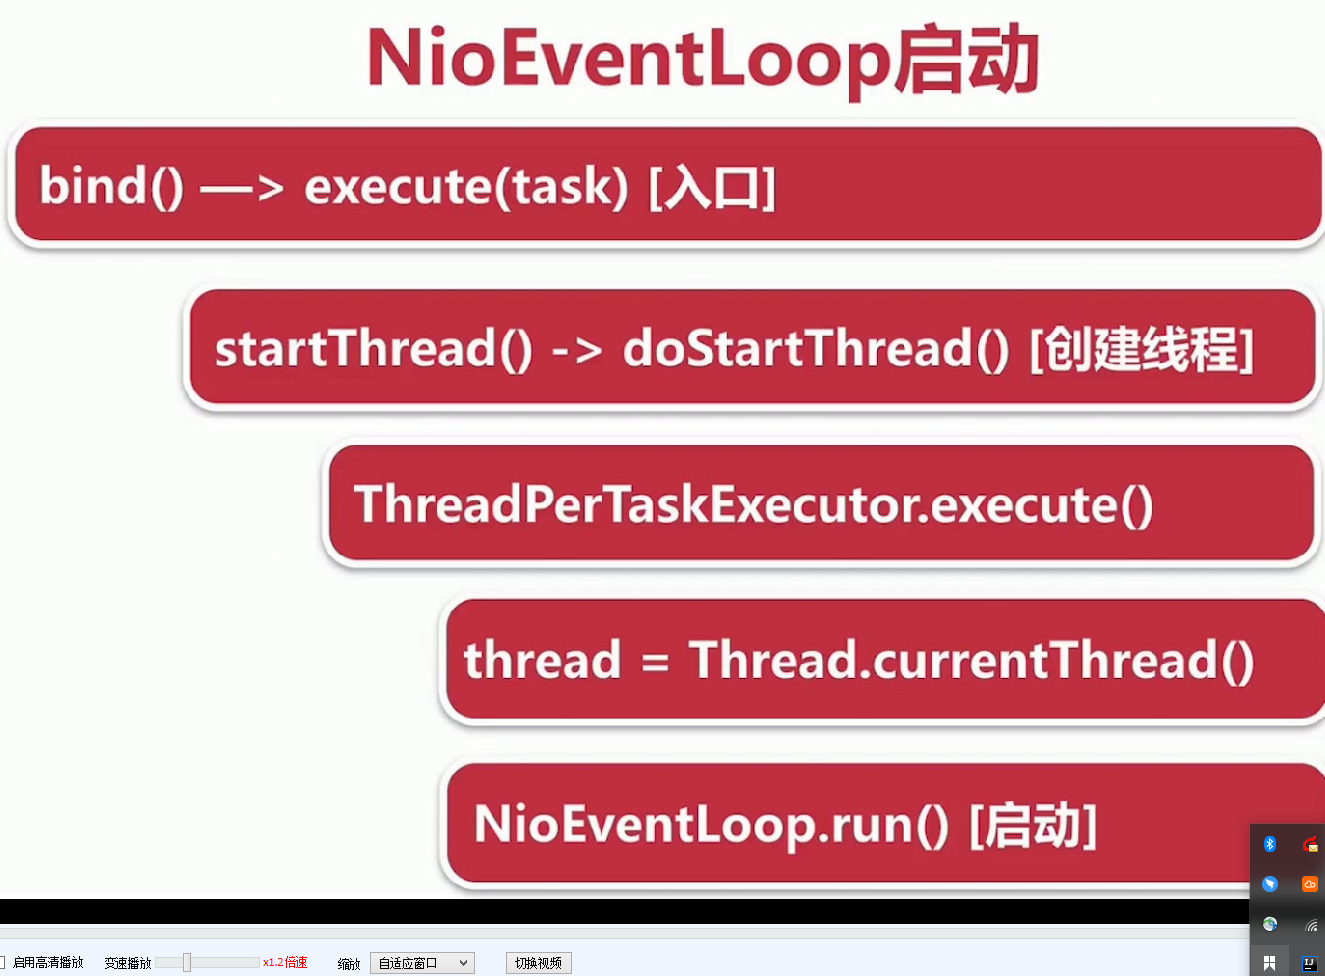 NioEventLoop启动
bind() —> execute(task) [入口]
startThread() -> doStartThread() [创建线程]
ThreadPerTaskExecutor.execute()
thread = Thread.currentThread()
NioEventLoop.run() [启动]
启用高清播放 变速播放 x1.2倍速 缩放 自适应窗口 切换视频